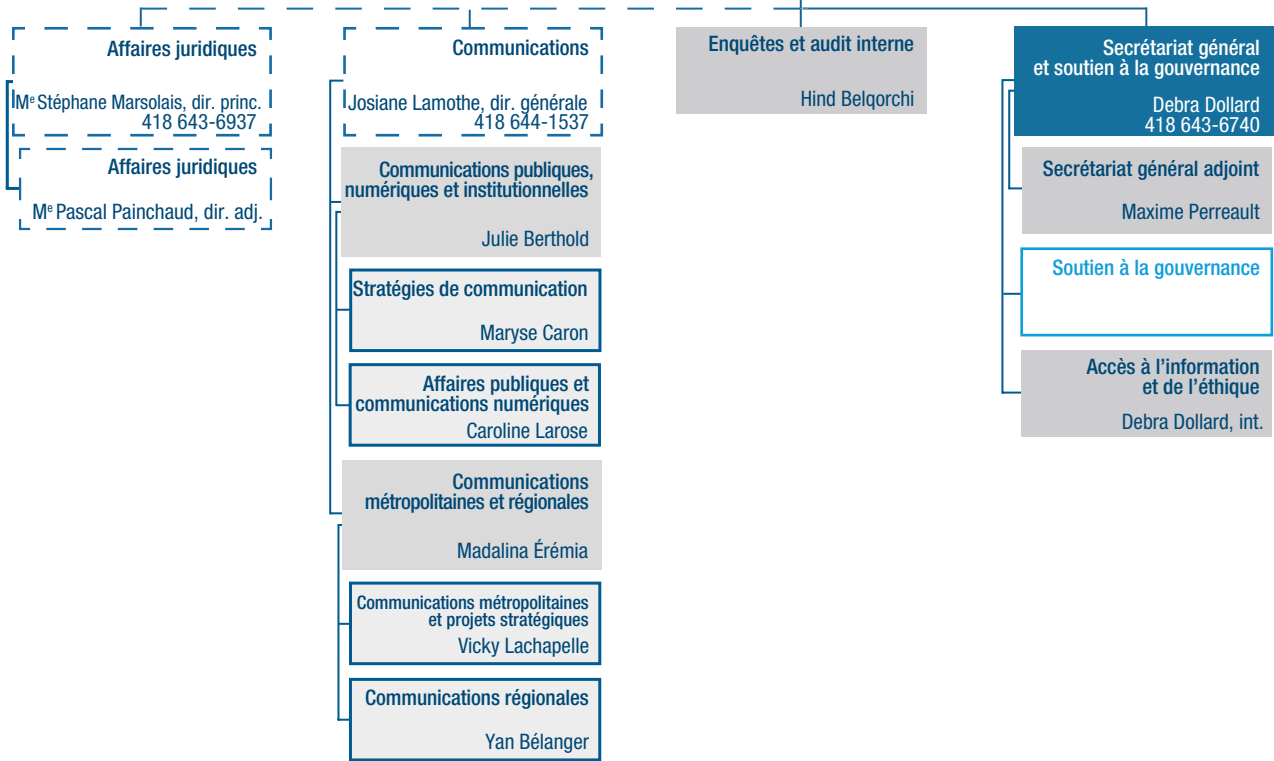 Affaires juridiques
Mᵉ Stéphane Marsolais, dir. princ.
418 643-6937
Affaires juridiques
Mᵉ Pascal Painchaud, dir. adj.
Communications
Josiane Lamothe, dir. générale
418 644-1537
Communications publiques,
numériques et institutionnelles
Julie Berthold
Stratégies de communication
Maryse Caron
Affaires publiques et
communications numériques
Caroline Larose
Communications
métropolitaines et régionales
Madalina Érémia
Communications métropolitaines
et projets stratégiques
Vicky Lachapelle
Communications régionales
Yan Bélanger
Enquêtes et audit interne
Hind Belqorchi
Secrétariat général
et soutien à la gouvernance
Debra Dollard
418 643-6740
Secrétariat général adjoint
Maxime Perreault
Soutien à la gouvernance
Accès à l’information
et de l’éthique
Debra Dollard, int.